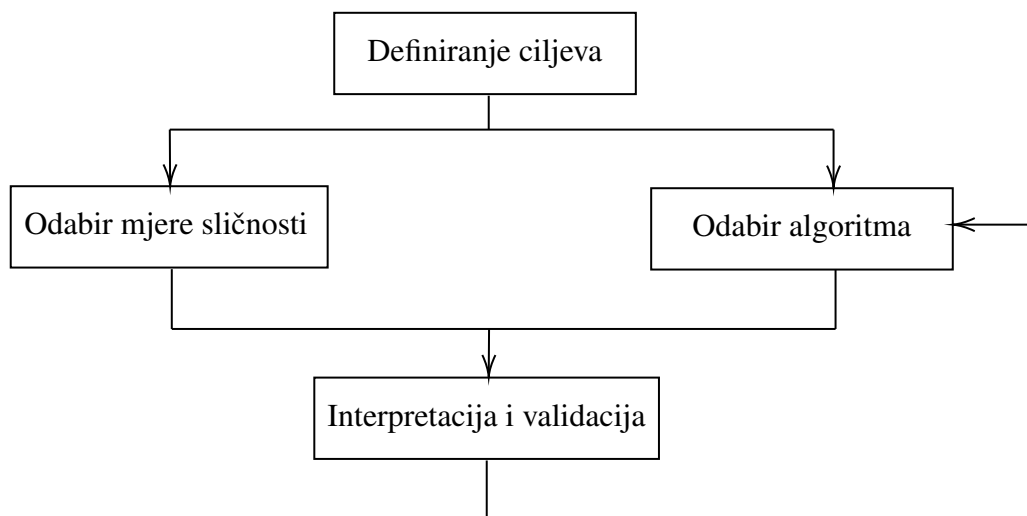 Definiranje ciljeva
Odabir mjere sličnosti
Odabir algoritma
Interpretacija i validacija